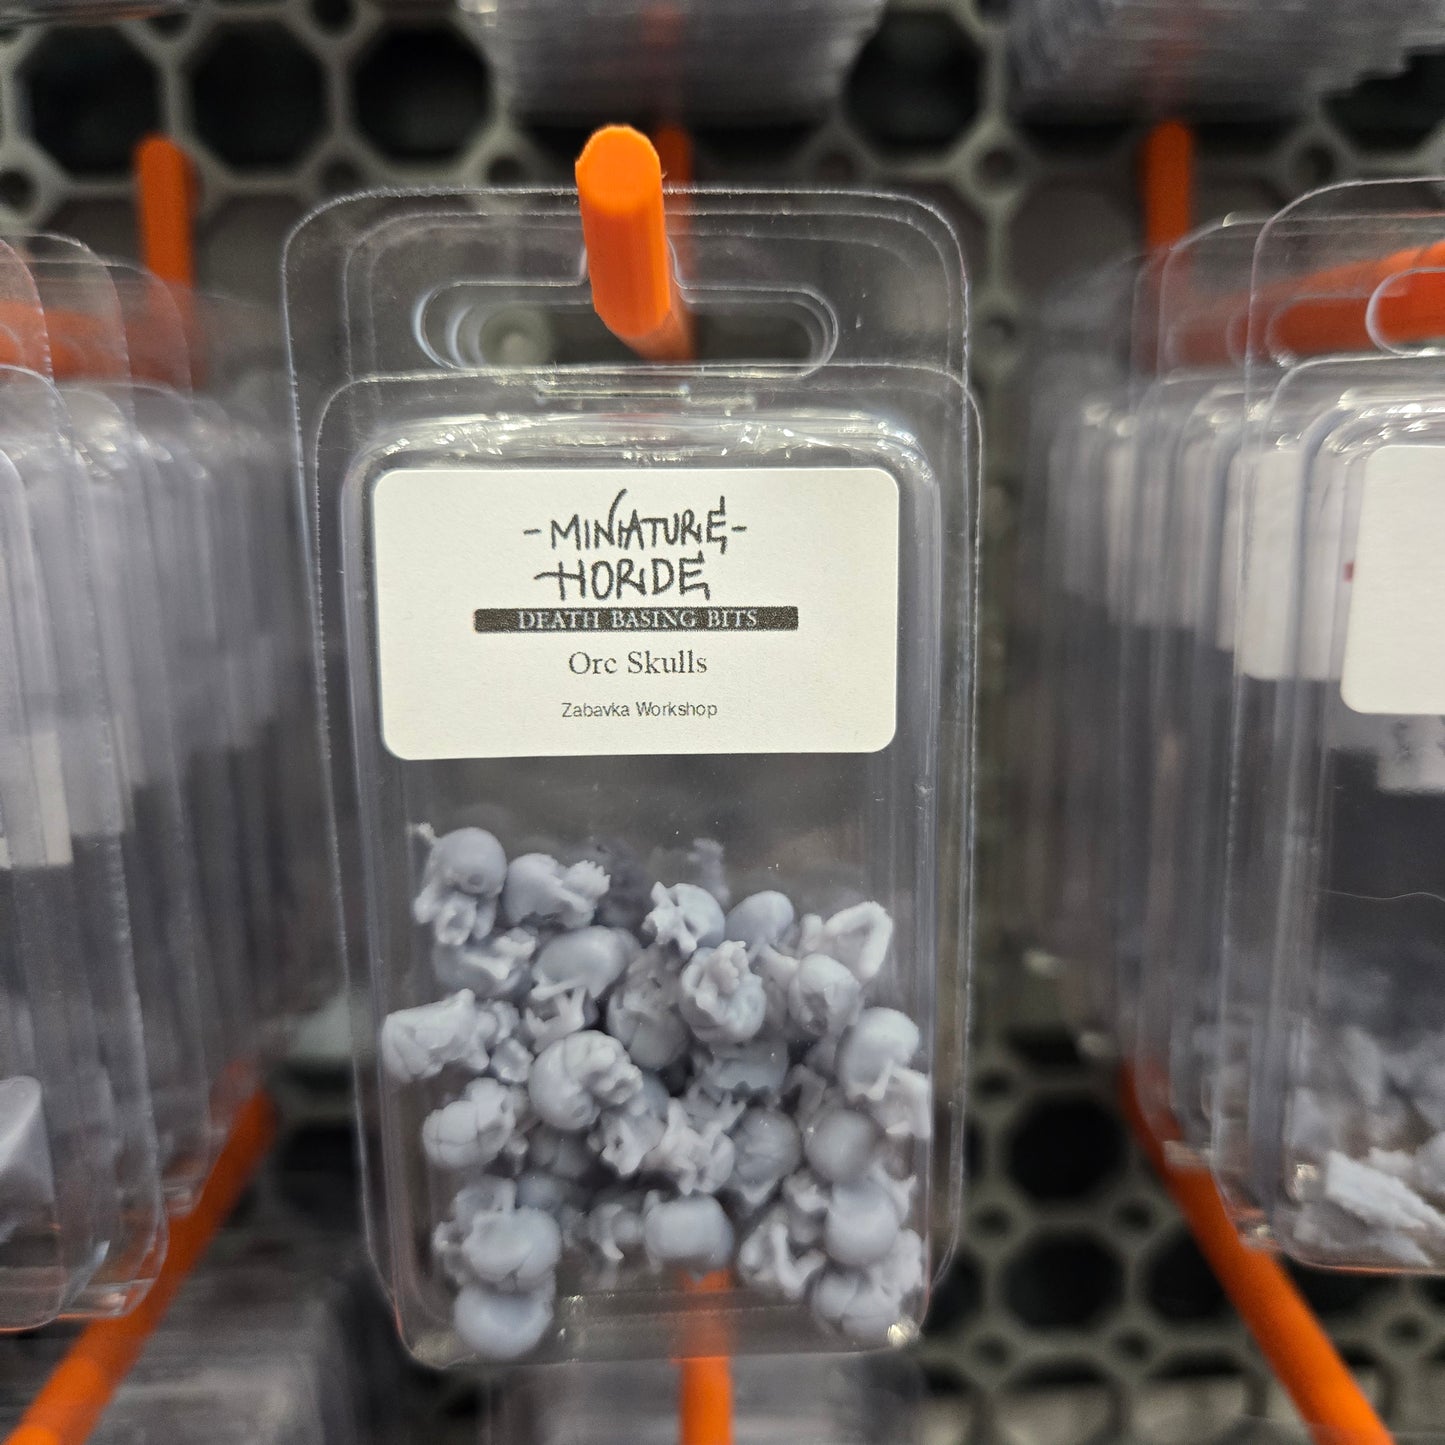 -MINIATURE-
HORDE
DEATH BASING BITS
Orc Skulls
Zabavka Workshop